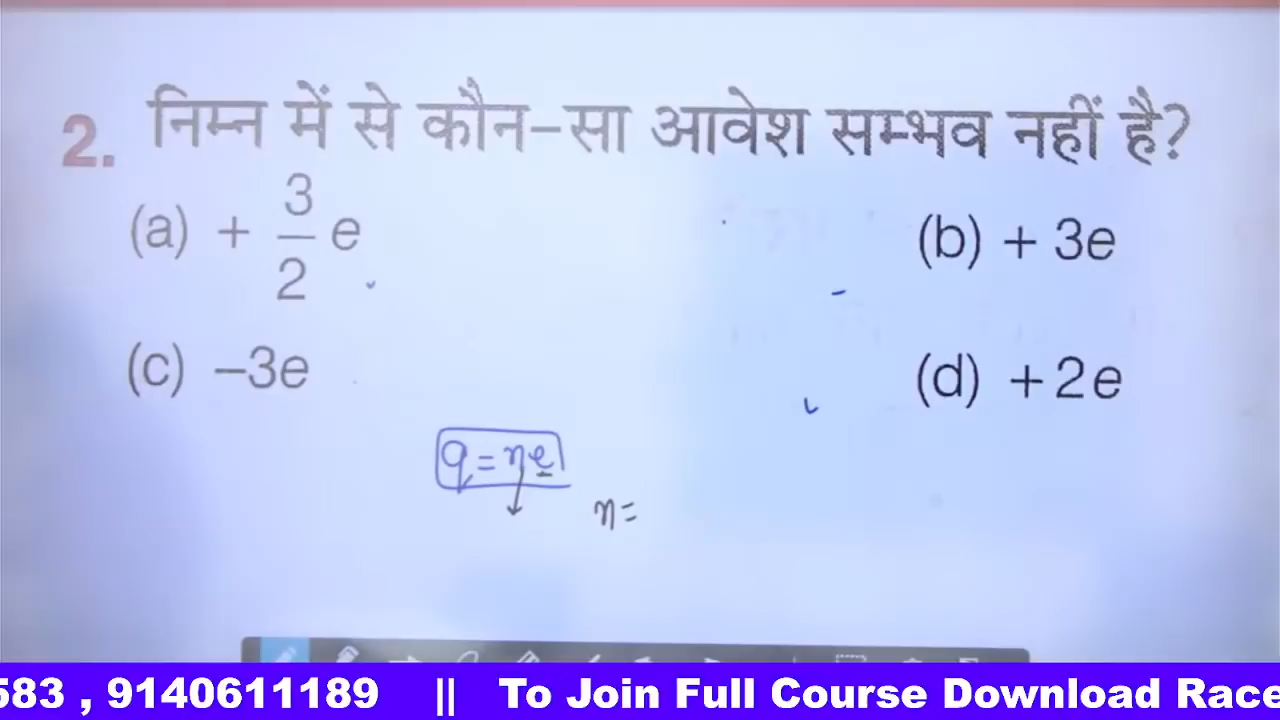 2. निम्न में से कौन-सा आवेश सम्भव नहीं है?
(a) + 3/2 e
(b) + 3e
(c) –3e
(d) +2e
q = ne
n=
583 , 9140611189 || To Join Full Course Download Race